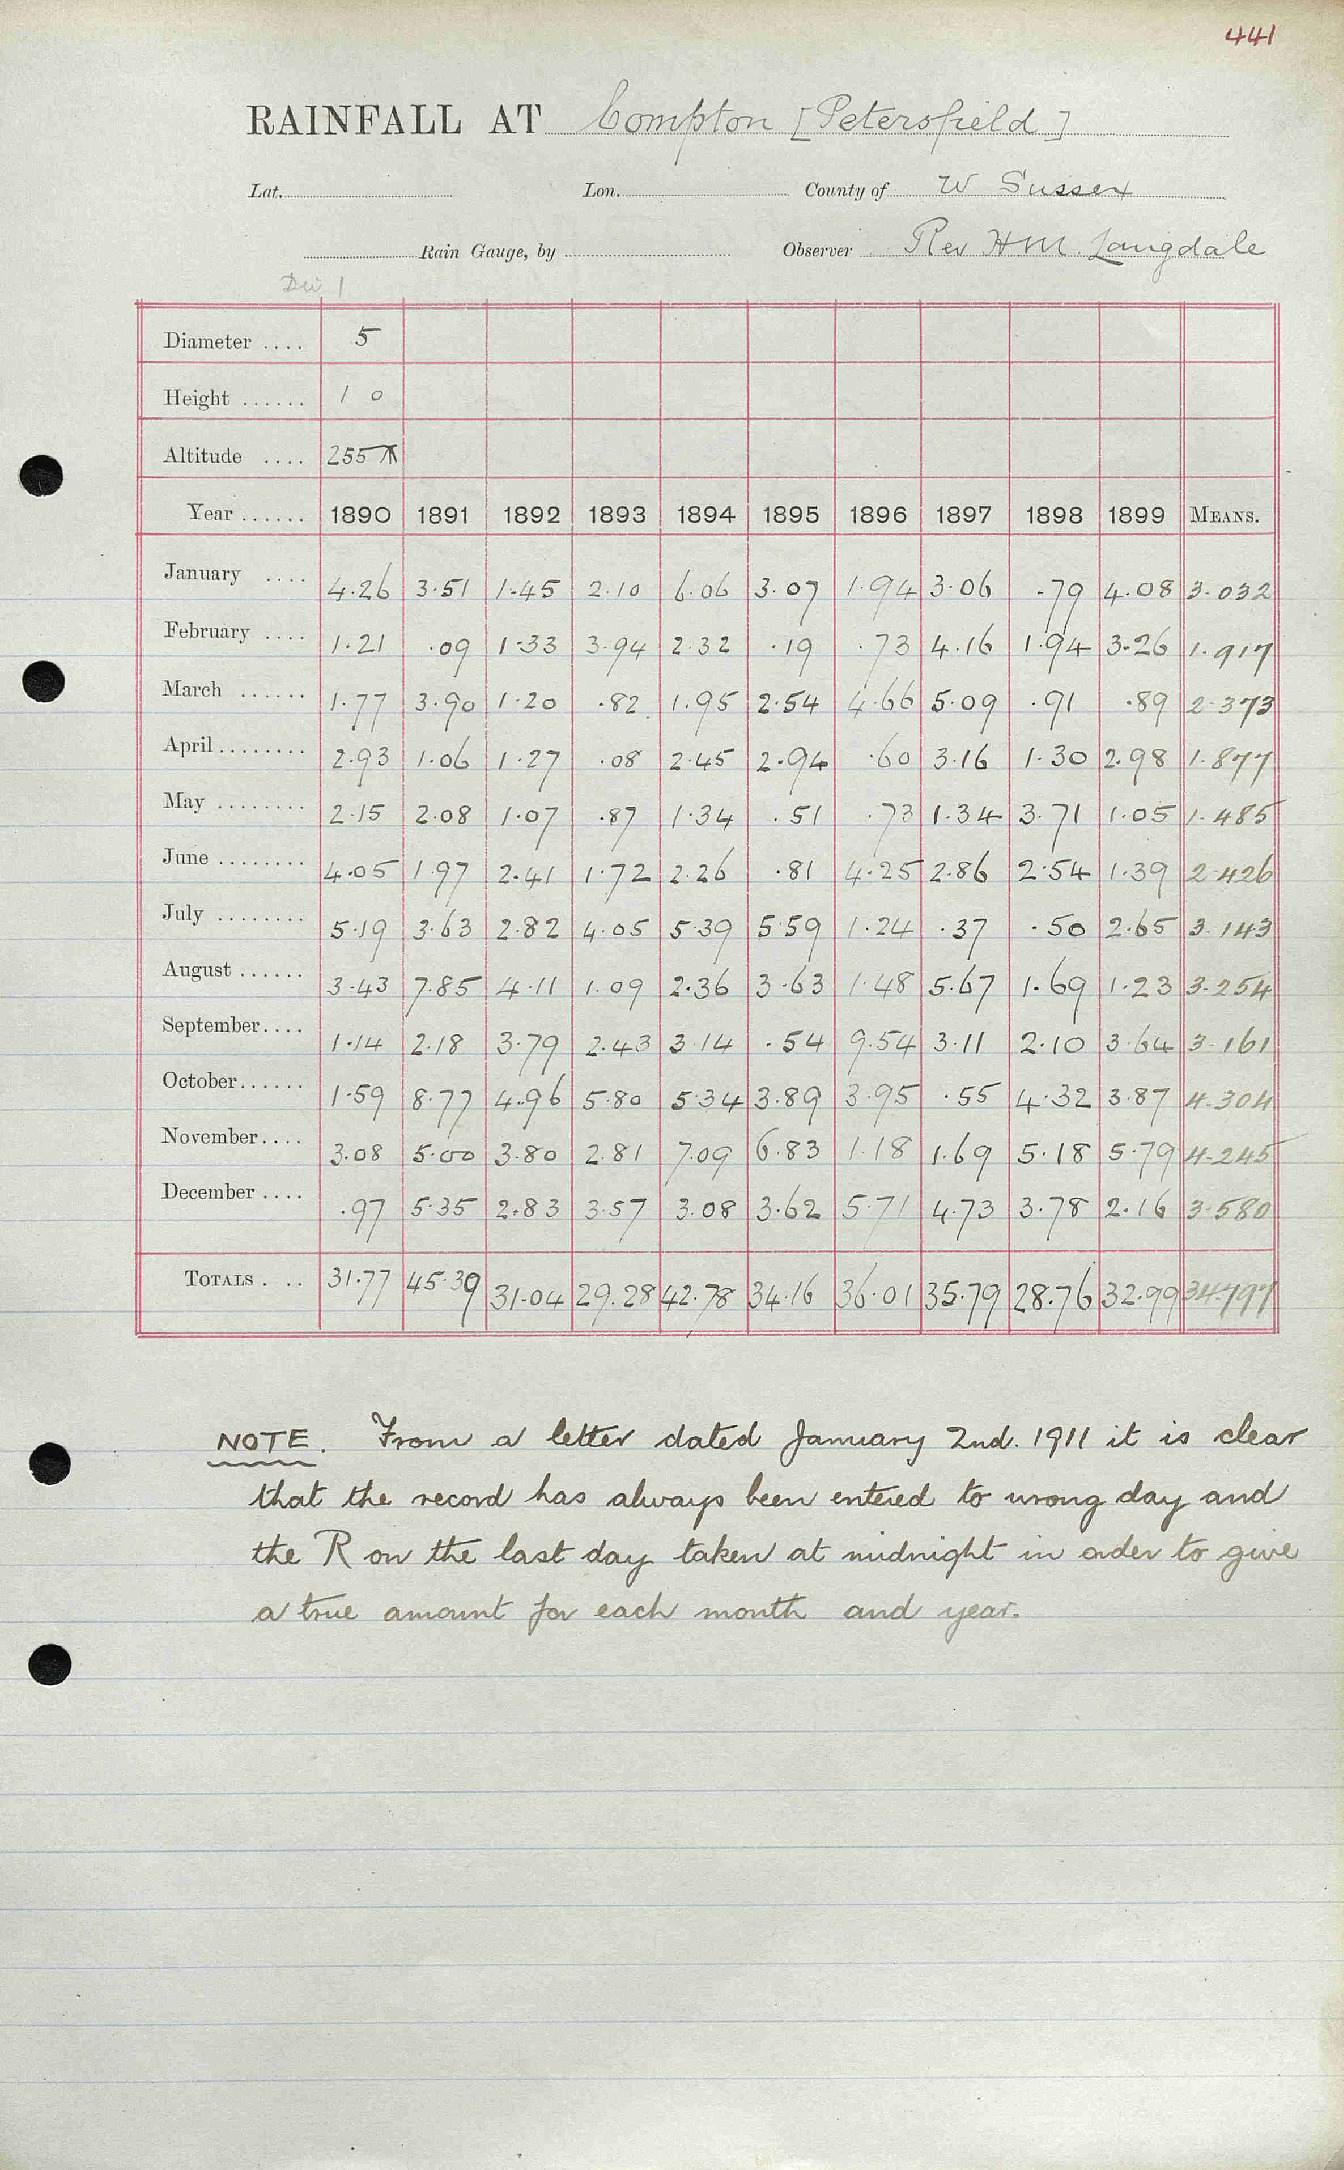 441
RAINFALL AT Compton [Petersfield]
Lat. Lon. County of W Sussex
Rain Gauge, by Observer Rev H M Langdale
Div 1
Diameter .... 5
Height ...... 1 0
Altitude .... 255
Year ...... 1890 1891 1892 1893 1894 1895 1896 1897 1898 1899 MEANS.
January .... 4.26 3.51 1.45 2.10 6.06 3.07 1.94 3.06 .79 4.08 3.032
February .... 1.21 .09 1.33 3.94 2.32 .19 .73 4.16 1.94 3.26 1.917
March ...... 1.77 3.90 1.20 .82 1.95 2.54 4.66 5.09 .91 .89 2.373
April ........ 2.93 1.06 1.27 .08 2.45 2.94 .60 3.16 1.30 2.98 1.877
May ........ 2.15 2.08 1.07 .87 1.34 .51 .73 1.34 3.71 1.05 1.485
June ........ 4.05 1.97 2.41 1.72 2.26 .81 4.25 2.86 2.54 1.39 2.426
July ........ 5.19 3.63 2.82 4.05 5.39 5.59 1.24 .37 .50 2.65 3.143
August ...... 3.43 7.85 4.11 1.09 2.36 3.63 1.48 5.67 1.69 1.23 3.254
September.... 1.14 2.18 3.79 2.43 3.14 .54 9.54 3.11 2.10 3.64 3.161
October...... 1.59 8.77 4.96 5.80 5.34 3.89 3.95 .55 4.32 3.87 4.304
November.... 3.08 5.00 3.80 2.81 7.09 6.83 1.18 1.69 5.18 5.79 4.245
December .... .97 5.35 2.83 3.57 3.08 3.62 5.71 4.73 3.78 2.16 3.580
TOTALS . .. 31.77 45.39 31.04 29.28 42.78 34.16 36.01 35.79 28.76 32.99 34.797
NOTE. From a letter dated January 2nd. 1911 it is clear
that the record has always been entered to wrong day and
the R on the last day taken at midnight in order to give
a true amount for each month and year.